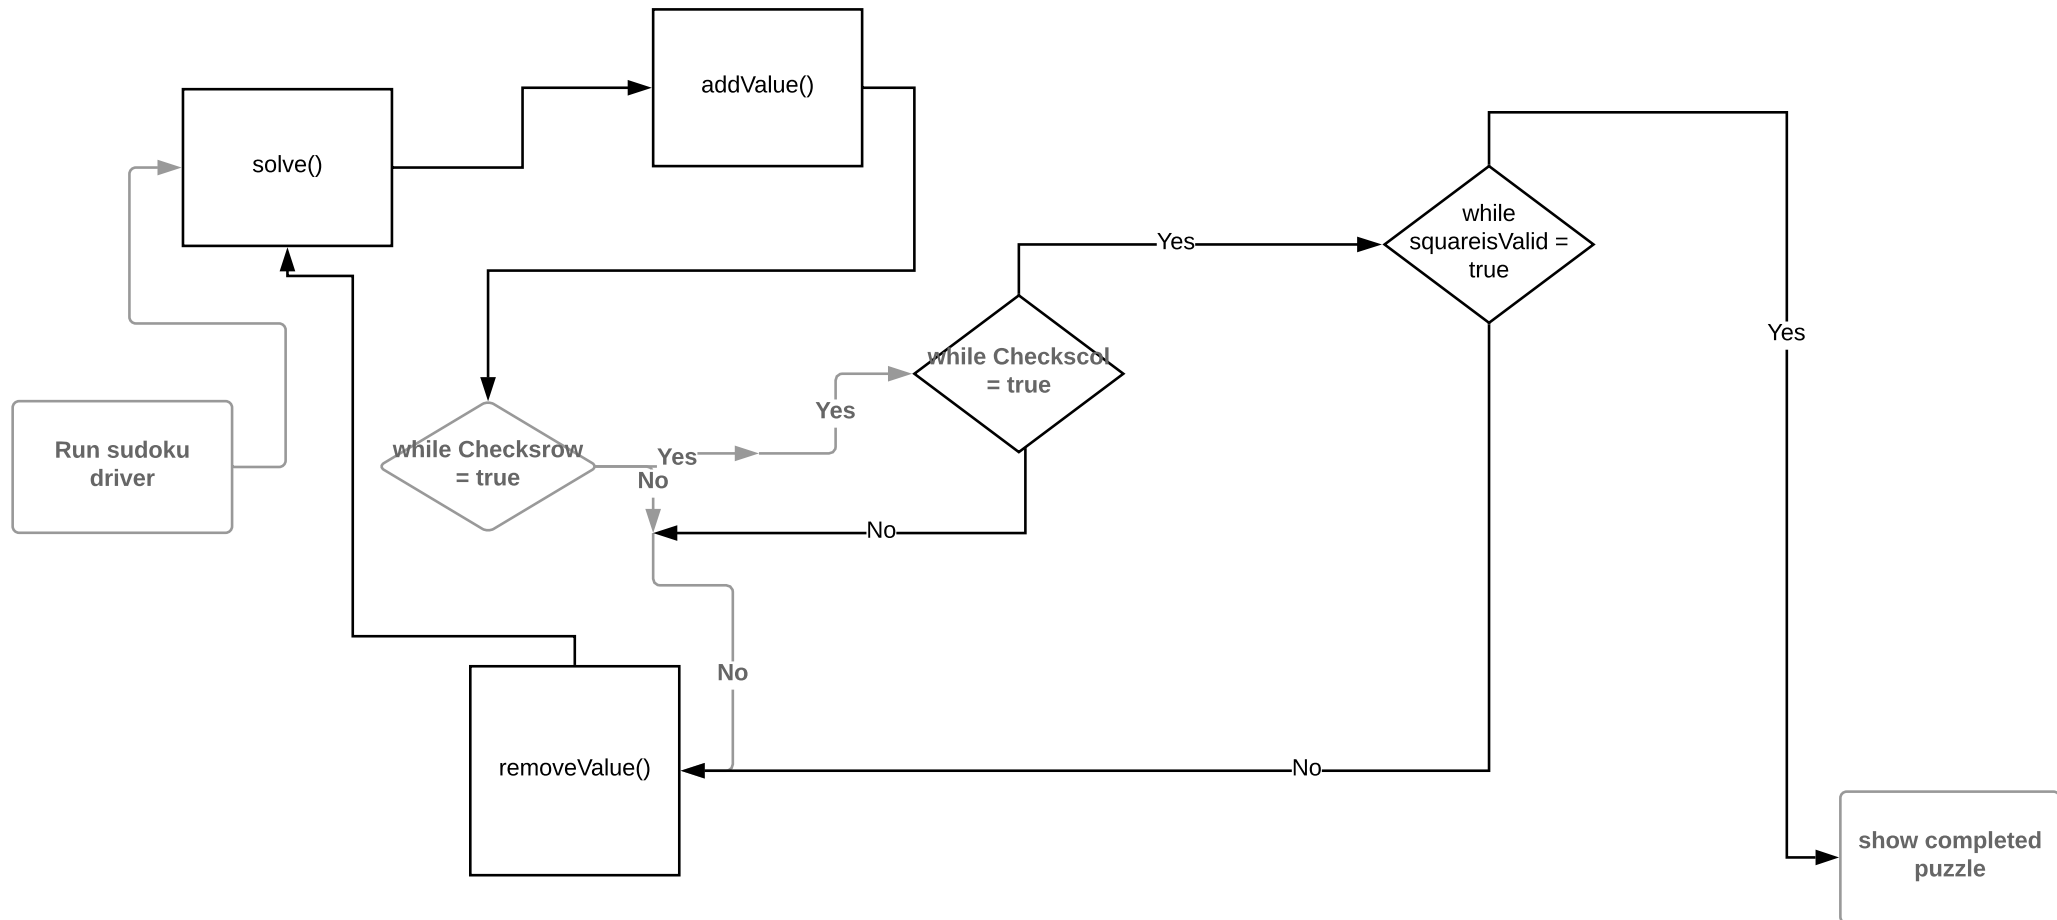 addValue()
solve()
while
squareisValid =
true
Yes
Yes
while Checkscol
= true
Yes
while Checksrow
= true
Yes
No
Run sudoku
driver
No
No
removeValue()
No
show completed
puzzle